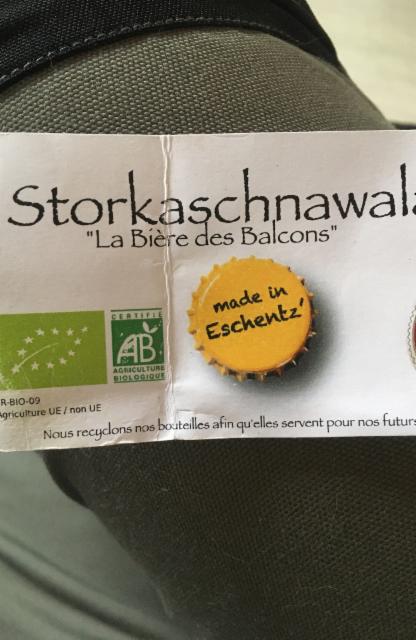 Storkaschnawala
"La Bière des Balcons"
made in
Eschentz'
CERTIFIÉ
AB
AGRICULTURE
BIOLOGIQUE
R-BIO-09
Agriculture UE / non UE
Nous recyclons nos bouteilles afin qu'elles servent pour nos futurs